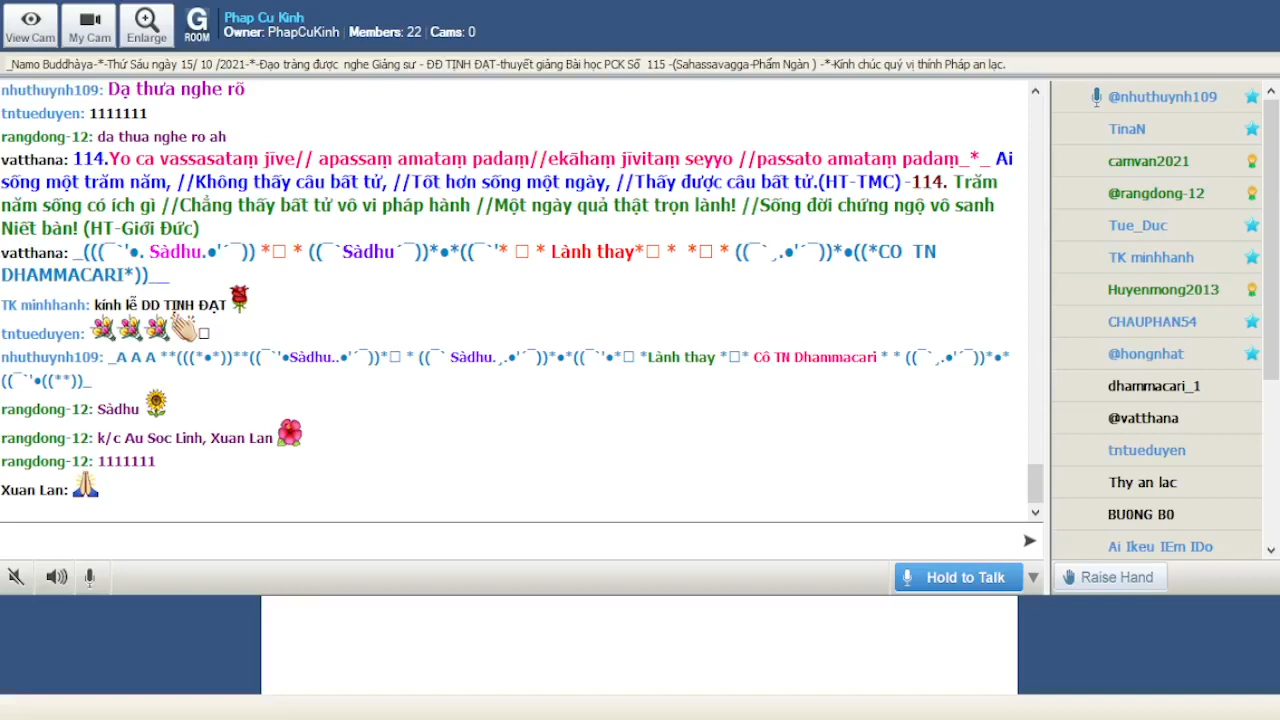 View Cam
My Cam
Enlarge
G
ROOM
Phap Cu Kinh
Owner: PhapCuKinh | Members: 22 | Cams: 0
_Namo Buddhàya-*-Thứ Sáu ngày 15/ 10 /2021-*-Đạo tràng được nghe Giảng sư - ĐĐ TỊNH ĐẠT-thuyết giảng Bài học PCK Số 115 -(Sahassavagga-Phẩm Ngàn ) -*-Kính chúc quý vị thính Pháp an lạc.
nhuthuynh109: Dạ thưa nghe rõ
tntueduyen: 1111111
rangdong-12: da thua nghe ro ah
vatthana: 114.Yo ca vassasataṃ jīve// apassaṃ amataṃ padaṃ//ekāhaṃ jīvitaṃ seyyo //passato amataṃ padaṃ_*_ Ai
sống một trăm năm, //Không thấy câu bất tử, //Tốt hơn sống một ngày, //Thấy được câu bất tử.(HT-TMC) -114. Trăm
năm sống có ích gì //Chẳng thấy bất tử vô vi pháp hành //Một ngày quả thật trọn lành! //Sống đời chứng ngộ vô sanh
Niết bàn! (HT-Giới Đức)
vatthana: _(((¯`'•. Sàdhu.•'´¯)) *□ * ((¯`Sàdhu´¯))*•*((¯`'* □ * Lành thay*□ * *□ * ((¯`¸.•'´¯))*•((*CO TN
DHAMMACARI*))__
TK minhhanh: kính lễ DD TỊNH ĐẠT
tntueduyen: □
nhuthuynh109: _A A A **(((*•*))**((¯`'•Sàdhu..•'´¯))*□ * ((¯` Sàdhu.¸.•'´¯))*•*((¯`'•*□ *Lành thay *□* Cô TN Dhammacari * * ((¯`¸.•'´¯))*•*
((¯`'•((**))_
rangdong-12: Sàdhu
rangdong-12: k/c Au Soc Linh, Xuan Lan
rangdong-12: 1111111
Xuan Lan:
Hold to Talk
@nhuthuynh109
TinaN
camvan2021
@rangdong-12
Tue_Duc
TK minhhanh
Huyenmong2013
CHAUPHAN54
@hongnhat
dhammacari_1
@vatthana
tntueduyen
Thy an lac
BU0NG B0
Ai Ikeu IEm IDo
Raise Hand